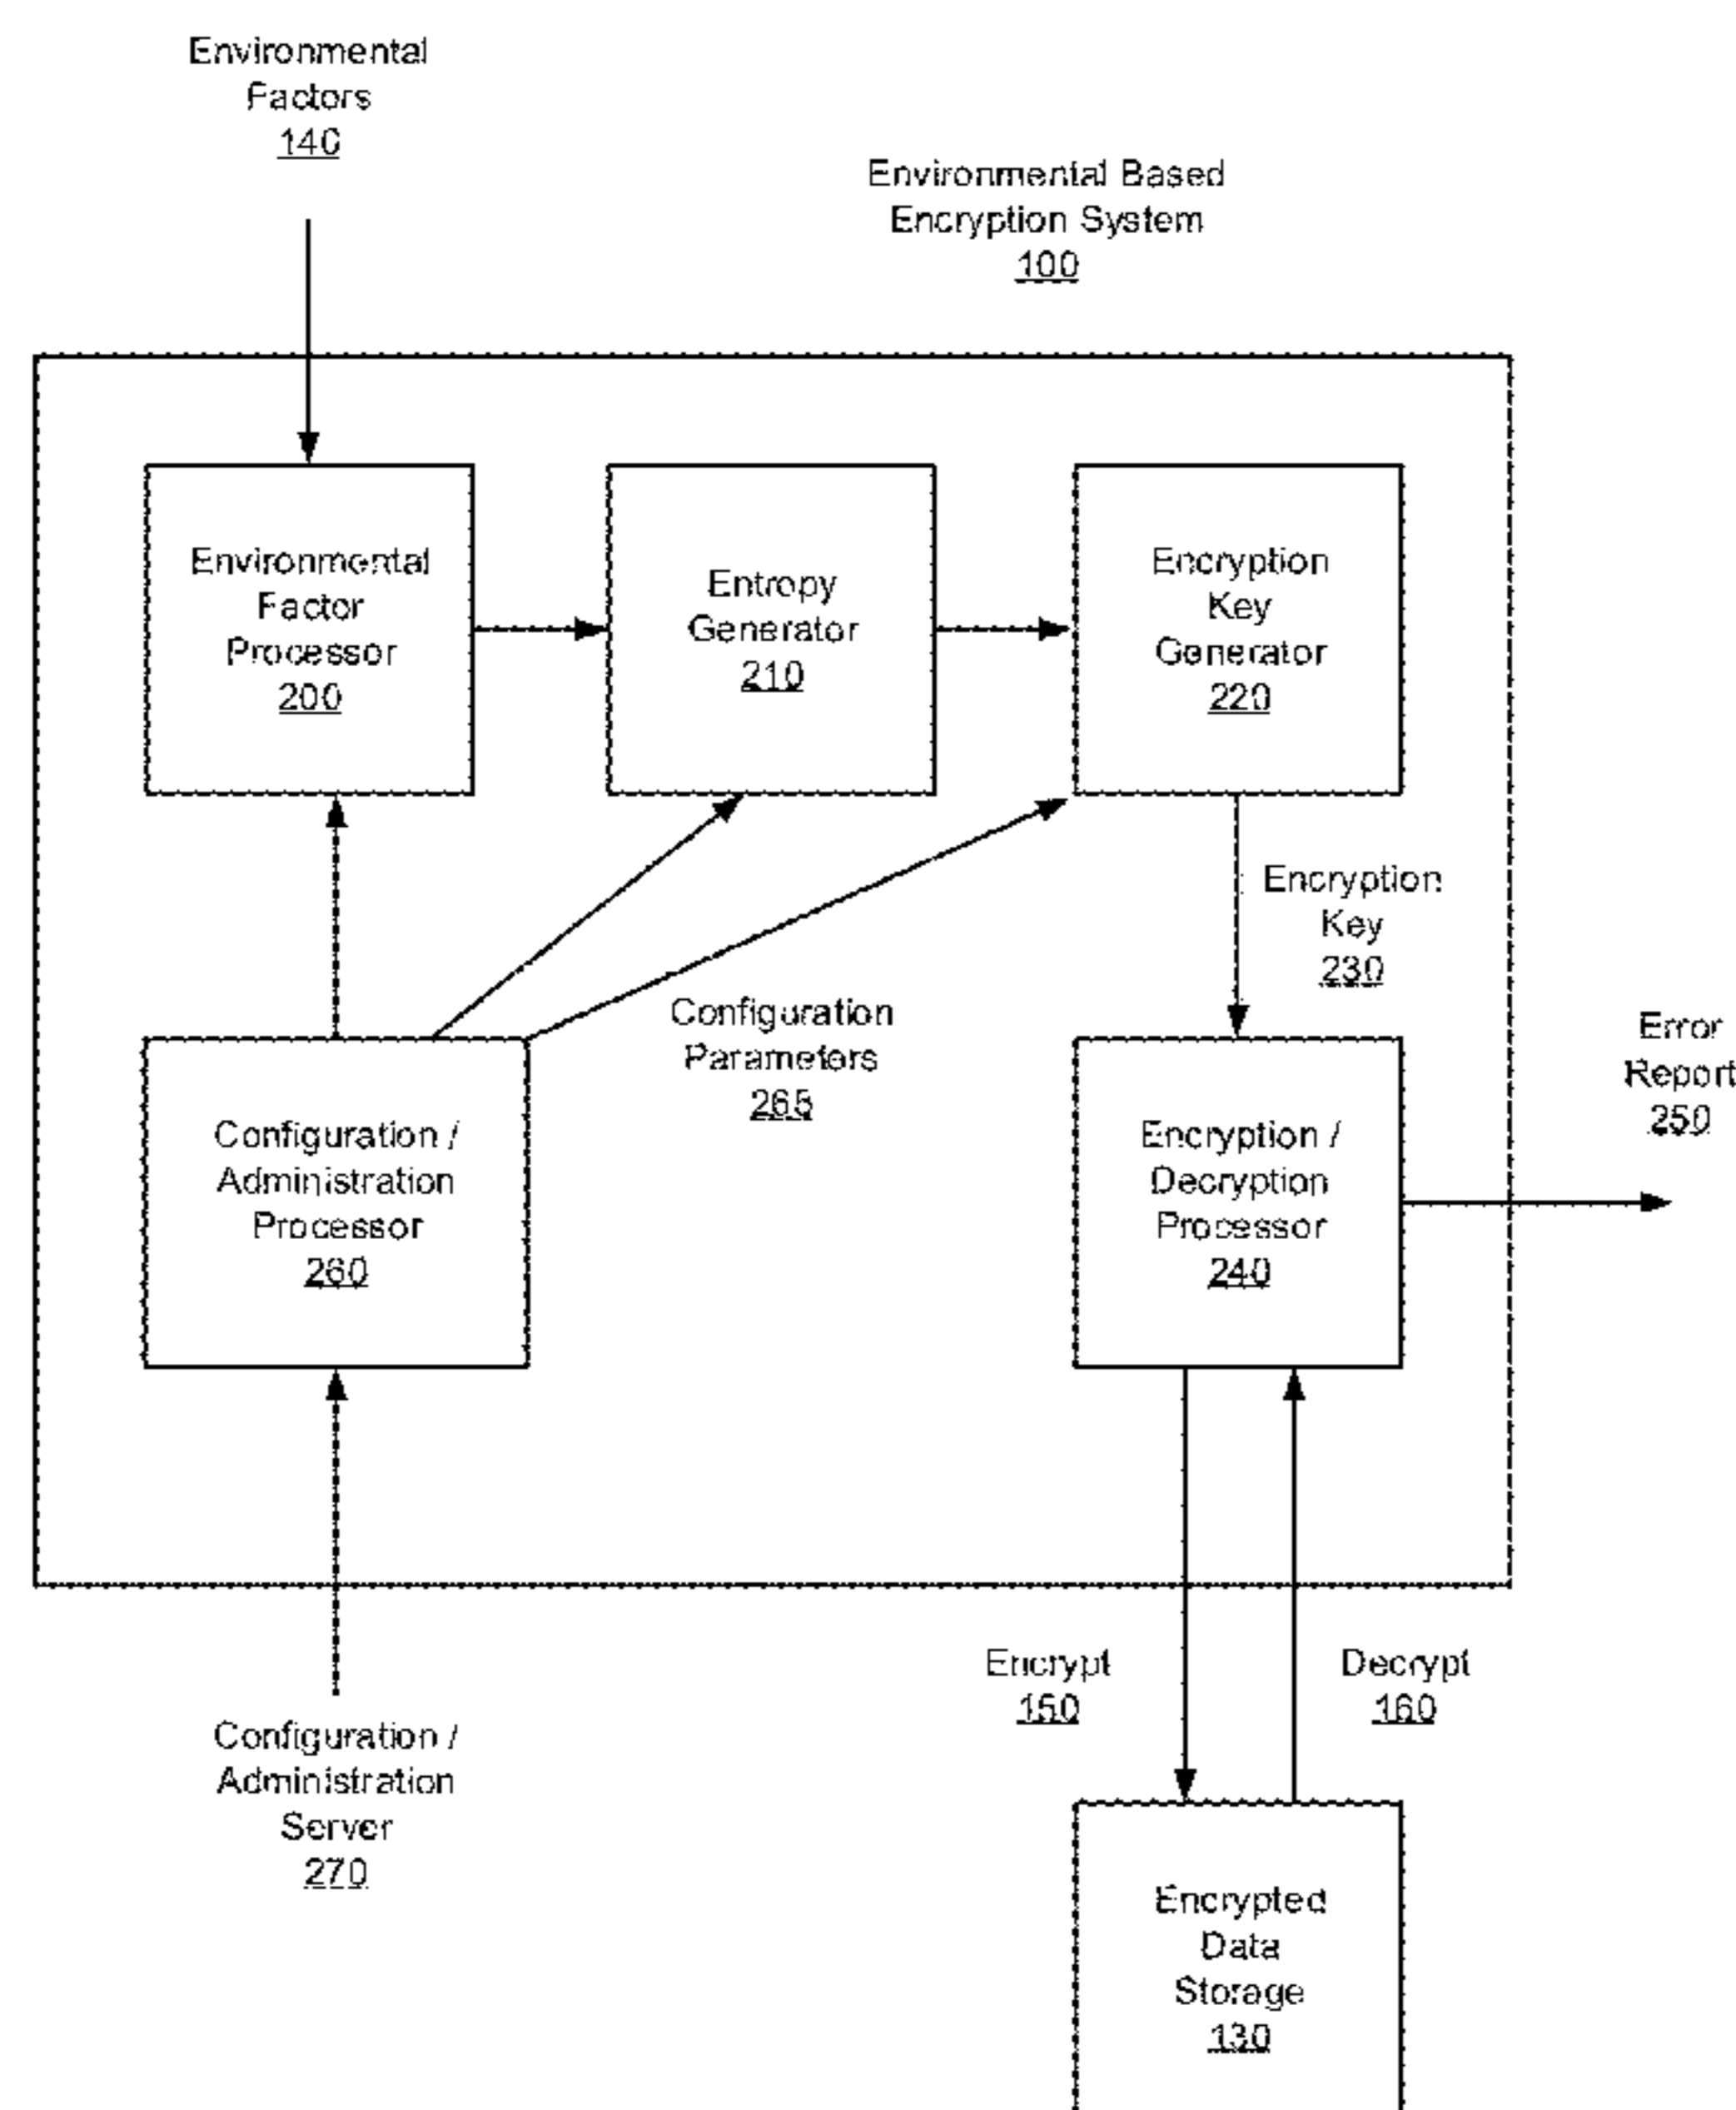 Environmental
Factors
140
Environmental Based
Encryption System
100
Environmental
Factor
Processor
200
Entropy
Generator
210
Encryption
Key
Generator
220
Encryption
Key
230
Configuration
Parameters
265
Error
Report
250
Configuration /
Administration
Processor
260
Encryption /
Decryption
Processor
240
Encrypt
150
Decrypt
160
Configuration /
Administration
Server
270
Encrypted
Data
Storage
130